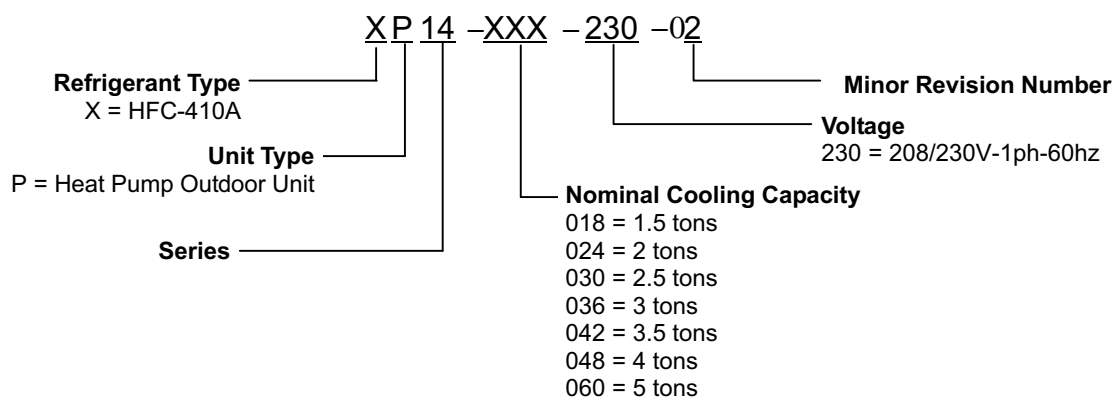 XP14 –XXX – 230 –02
Refrigerant Type
X = HFC-410A
Unit Type
P = Heat Pump Outdoor Unit
Series
Minor Revision Number
Voltage
230 = 208/230V-1ph-60hz
Nominal Cooling Capacity
018 = 1.5 tons
024 = 2 tons
030 = 2.5 tons
036 = 3 tons
042 = 3.5 tons
048 = 4 tons
060 = 5 tons